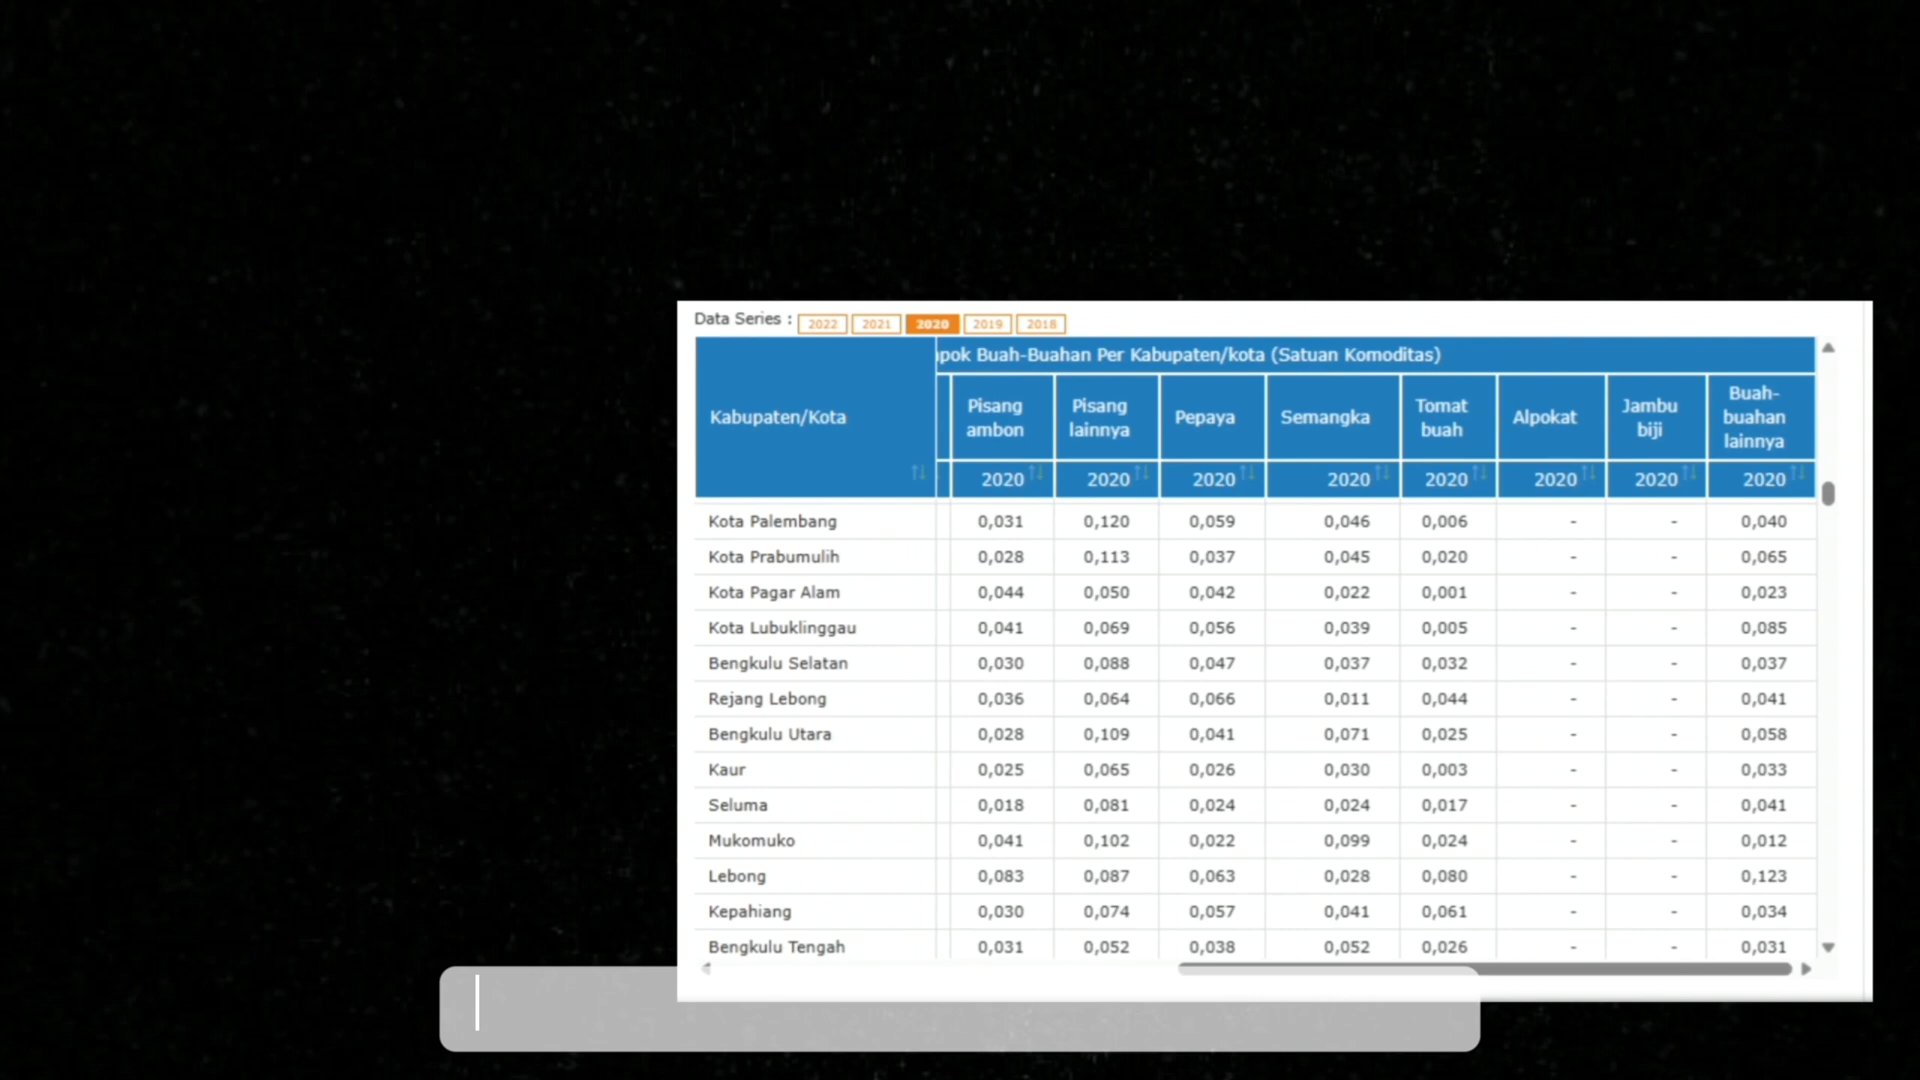 Data Series : 2022 2021 2020 2019 2018
pok Buah-Buahan Per Kabupaten/kota (Satuan Komoditas)
Kabupaten/Kota Pisang ambon Pisang lainnya Pepaya Semangka Tomat buah Alpokat Jambu biji Buah-buahan lainnya
2020 2020 2020 2020 2020 2020 2020 2020
Kota Palembang 0,031 0,120 0,059 0,046 0,006 - - 0,040
Kota Prabumulih 0,028 0,113 0,037 0,045 0,020 - - 0,065
Kota Pagar Alam 0,044 0,050 0,042 0,022 0,001 - - 0,023
Kota Lubuklinggau 0,041 0,069 0,056 0,039 0,005 - - 0,085
Bengkulu Selatan 0,030 0,088 0,047 0,037 0,032 - - 0,037
Rejang Lebong 0,036 0,064 0,066 0,011 0,044 - - 0,041
Bengkulu Utara 0,028 0,109 0,041 0,071 0,025 - - 0,058
Kaur 0,025 0,065 0,026 0,030 0,003 - - 0,033
Seluma 0,018 0,081 0,024 0,024 0,017 - - 0,041
Mukomuko 0,041 0,102 0,022 0,099 0,024 - - 0,012
Lebong 0,083 0,087 0,063 0,028 0,080 - - 0,123
Kepahiang 0,030 0,074 0,057 0,041 0,061 - - 0,034
Bengkulu Tengah 0,031 0,052 0,038 0,052 0,026 - - 0,031